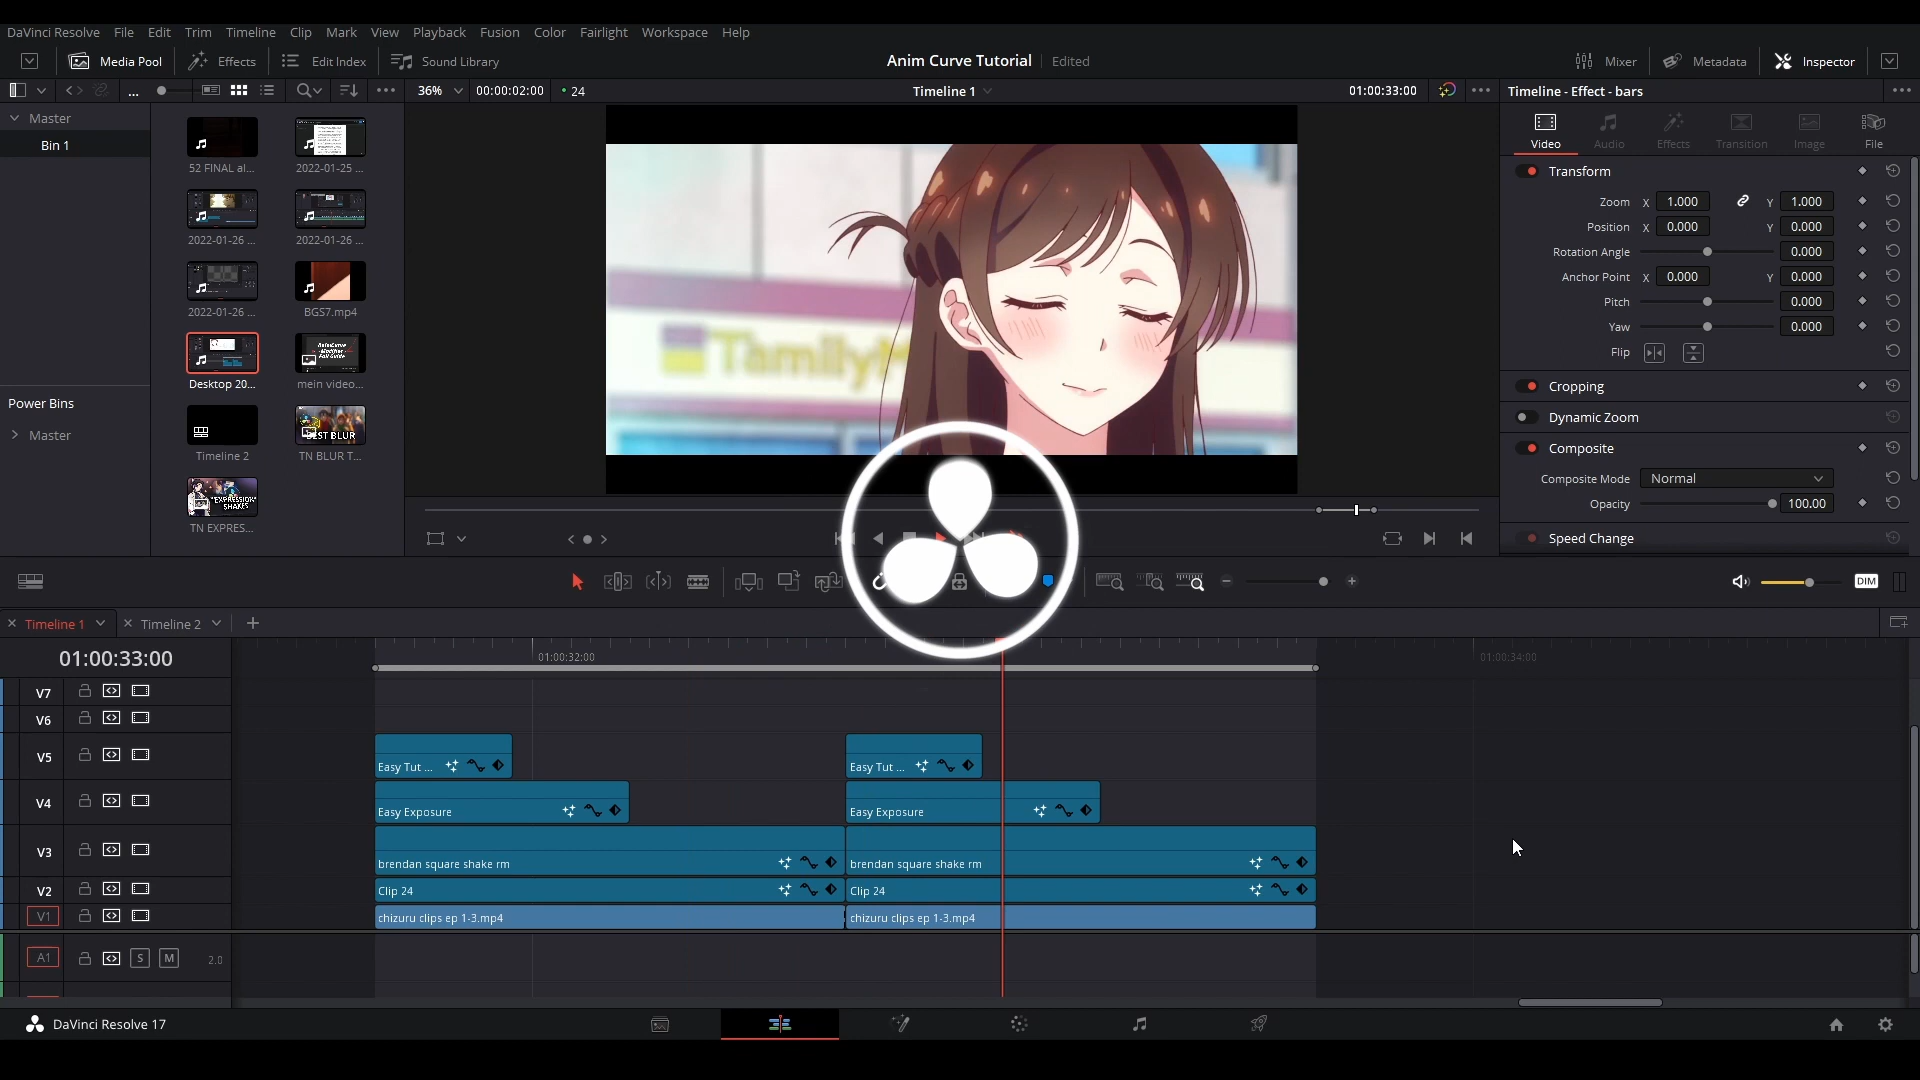 DaVinci Resolve File Edit Trim Timeline Clip Mark View Playback Fusion Color Fairlight Workspace Help
Media Pool Effects Edit Index Sound Library Anim Curve Tutorial Edited Mixer Metadata Inspector
36% 00:00:02:00 24 Timeline 1 01:00:33:00 Timeline - Effect - bars
Master
Bin 1
52 FINAL al... 2022-01-25 ...
2022-01-26 ... 2022-01-26 ...
2022-01-26 ... BGS7.mp4
Desktop 20... mein video...
BEST BLUR
Timeline 2 TN BLUR T...
"EXPRESSION" SHAKES
TN EXPRES...
Power Bins
Master
Video Audio Effects Transition Image File
Transform
Zoom X 1.000 Y 1.000
Position X 0.000 Y 0.000
Rotation Angle 0.000
Anchor Point X 0.000 Y 0.000
Pitch 0.000
Yaw 0.000
Flip
Cropping
Dynamic Zoom
Composite
Composite Mode Normal
Opacity 100.00
Speed Change
DIM
Timeline 1 Timeline 2
01:00:33:00 01:00:32:00 01:00:34:00
V7
V6
V5 Easy Tut ... Easy Tut ...
V4 Easy Exposure Easy Exposure
V3 brendan square shake rm brendan square shake rm
V2 Clip 24 Clip 24
V1 chizuru clips ep 1-3.mp4 chizuru clips ep 1-3.mp4
A1 S M 2.0
DaVinci Resolve 17